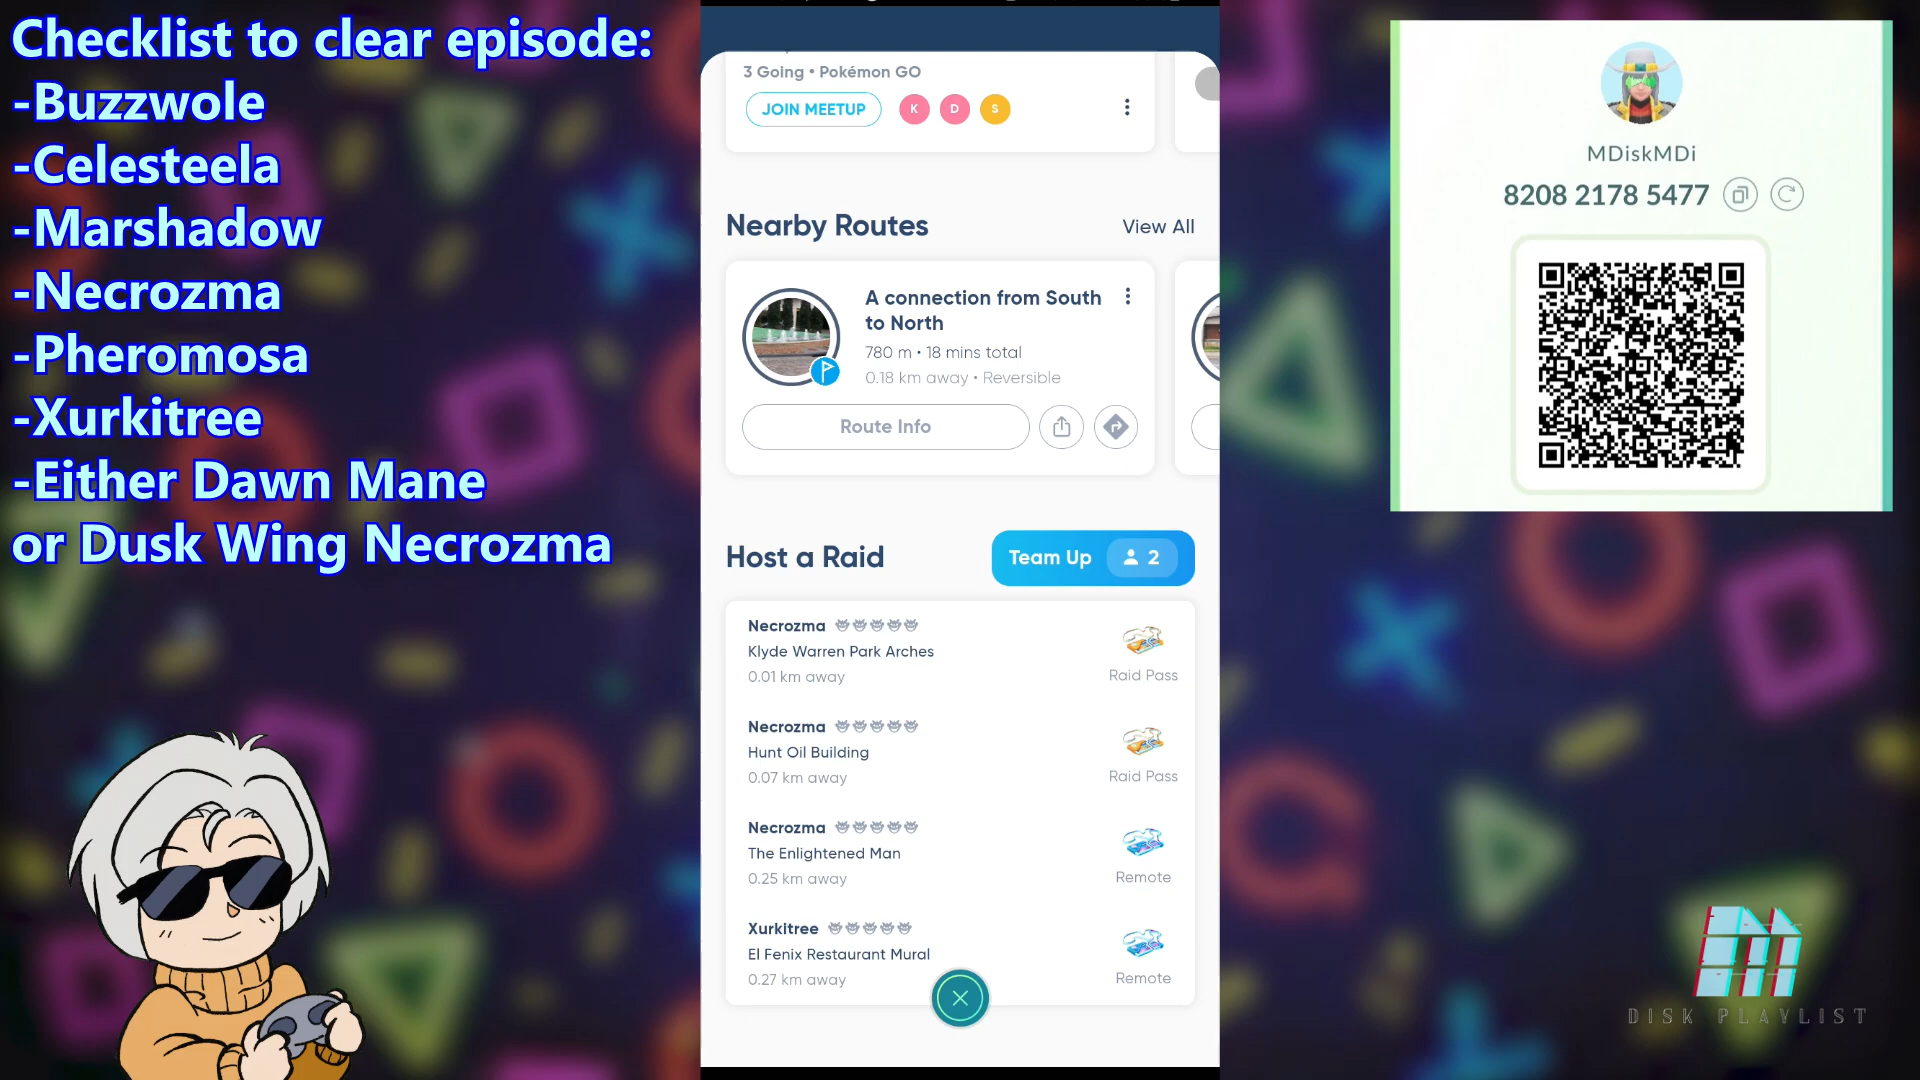 Checklist to clear episode:
-Buzzwole
-Celesteela
-Marshadow
-Necrozma
-Pheromosa
-Xurkitree
-Either Dawn Mane
or Dusk Wing Necrozma
3 Going • Pokémon GO
JOIN MEETUP
K
D
S
Nearby Routes
View All
A connection from South
to North
780 m • 18 mins total
0.18 km away • Reversible
Route Info
Host a Raid
Team Up
2
Necrozma
Klyde Warren Park Arches
0.01 km away
Raid Pass
Necrozma
Hunt Oil Building
0.07 km away
Raid Pass
Necrozma
The Enlightened Man
0.25 km away
Remote
Xurkitree
El Fenix Restaurant Mural
0.27 km away
Remote
MDiskMDi
8208 2178 5477
DISK PLAYLIST